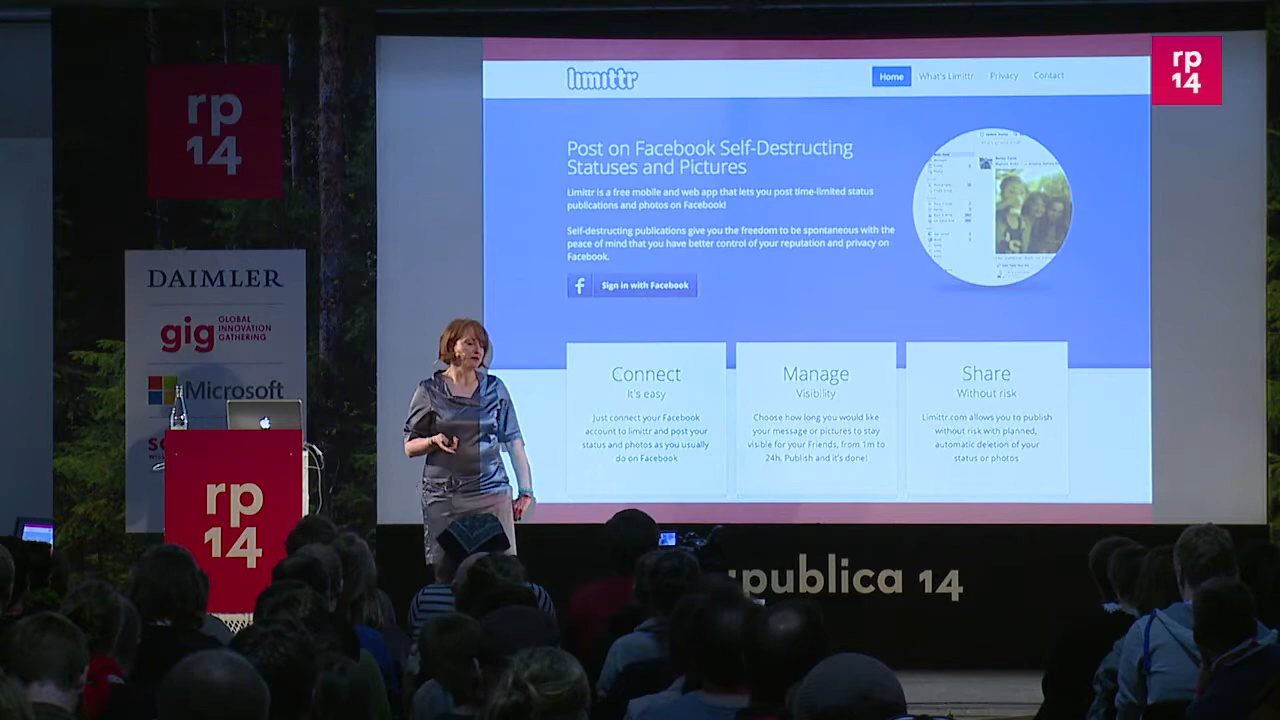 rp
14
DAIMLER
gig GLOBAL
INNOVATION
GATHERING
Microsoft
rp
14
limittr
Home What's Limittr Privacy Contact
Post on Facebook Self-Destructing
Statuses and Pictures
Limittr is a free mobile and web app that lets you post time-limited status
publications and photos on Facebook!
Self-destructing publications give you the freedom to be spontaneous with the
peace of mind that you have better control of your reputation and privacy on
Facebook.
f Sign in with Facebook
Connect
It's easy
Just connect your Facebook
account to limittr and post your
status and photos as you usually
do on Facebook
Manage
Visibility
Choose how long you would like
your message or pictures to stay
visible for your Friends, from 1m to
24h. Publish and it's done!
Share
Without risk
Limittr.com allows you to publish
without risk with planned,
automatic deletion of your
status or photos
rp
14
:publica 14